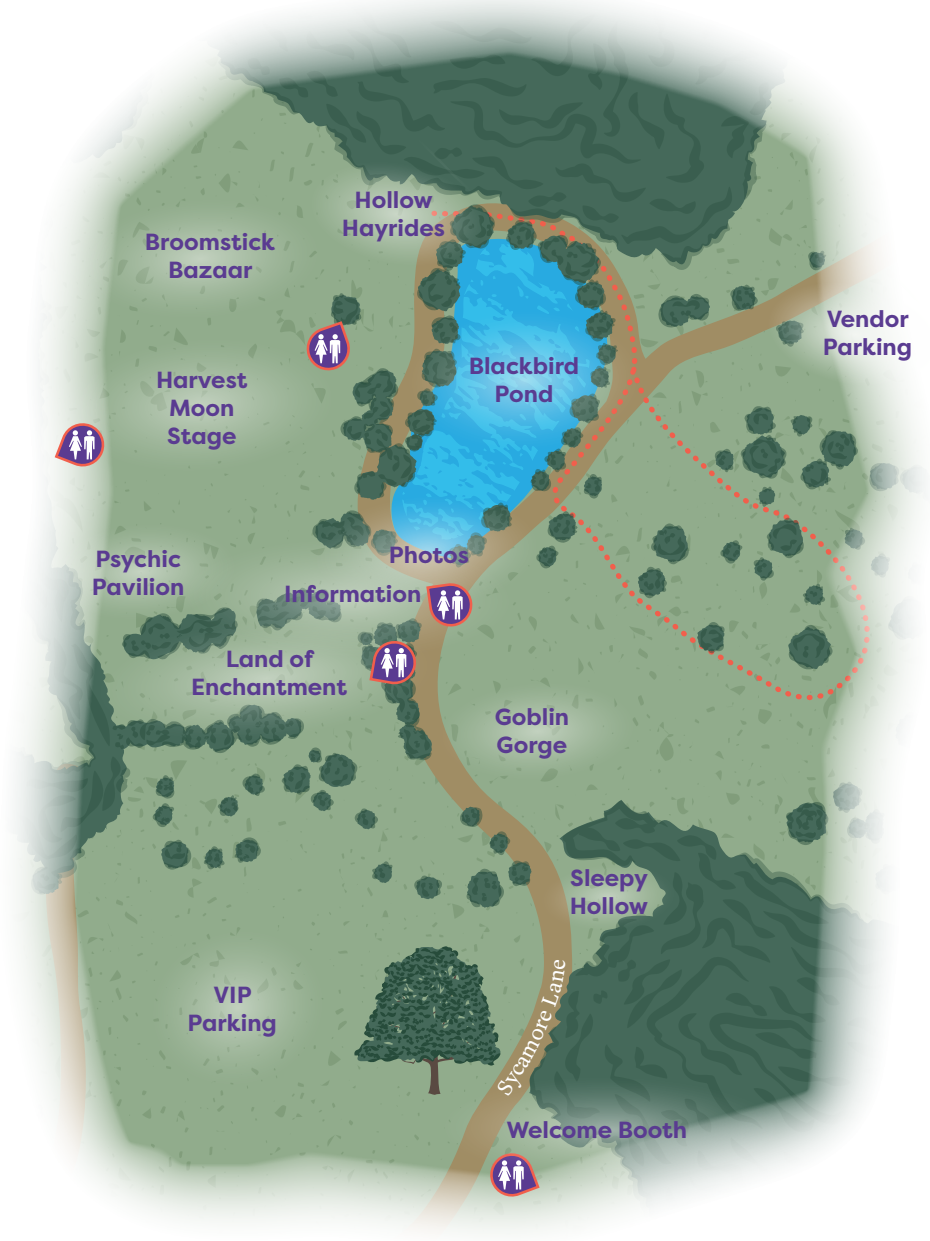 Hollow
Hayrides
Broomstick
Bazaar
Vendor
Parking
Blackbird
Pond
Harvest
Moon
Stage
Photos
Psychic
Pavilion
Information
Land of
Enchantment
Goblin
Gorge
Sleepy
Hollow
VIP
Parking
Sycamore Lane
Welcome Booth